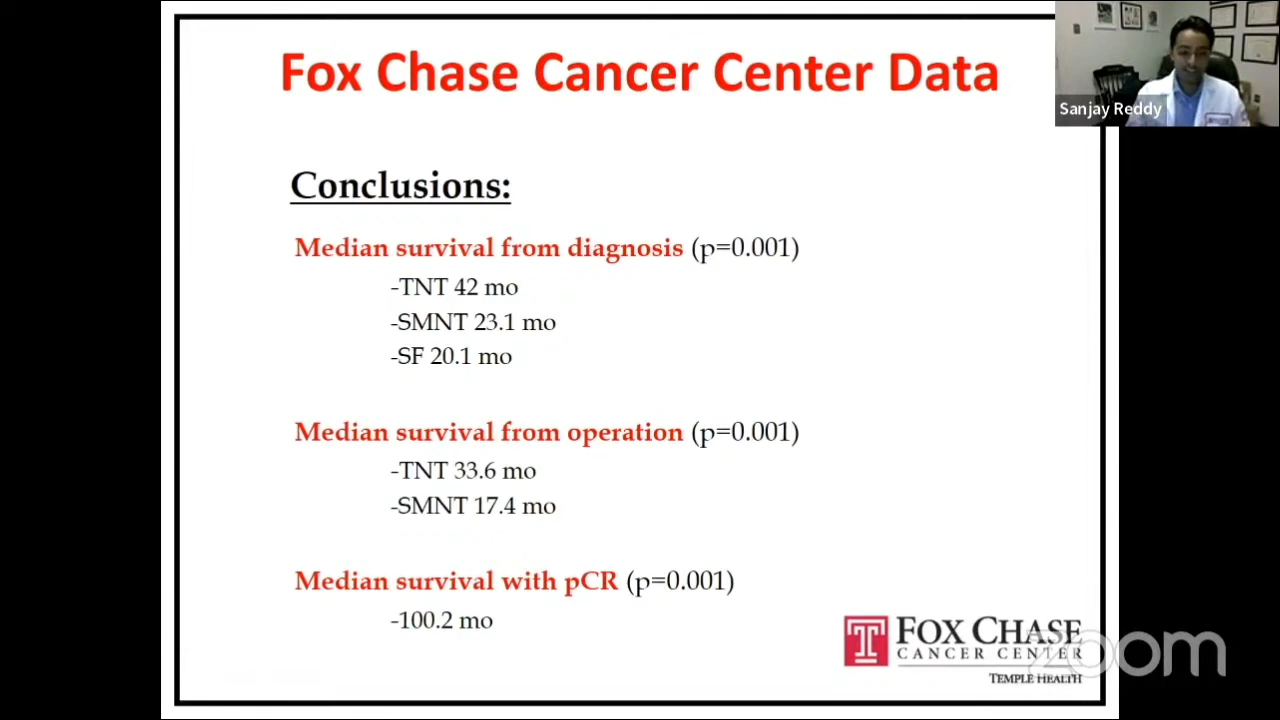 Fox Chase Cancer Center Data
Sanjay Reddy
Conclusions:
Median survival from diagnosis (p=0.001)
-TNT 42 mo
-SMNT 23.1 mo
-SF 20.1 mo
Median survival from operation (p=0.001)
-TNT 33.6 mo
-SMNT 17.4 mo
Median survival with pCR (p=0.001)
-100.2 mo
FOX CHASE
CANCER CENTER
TEMPLE HEALTH
zoom